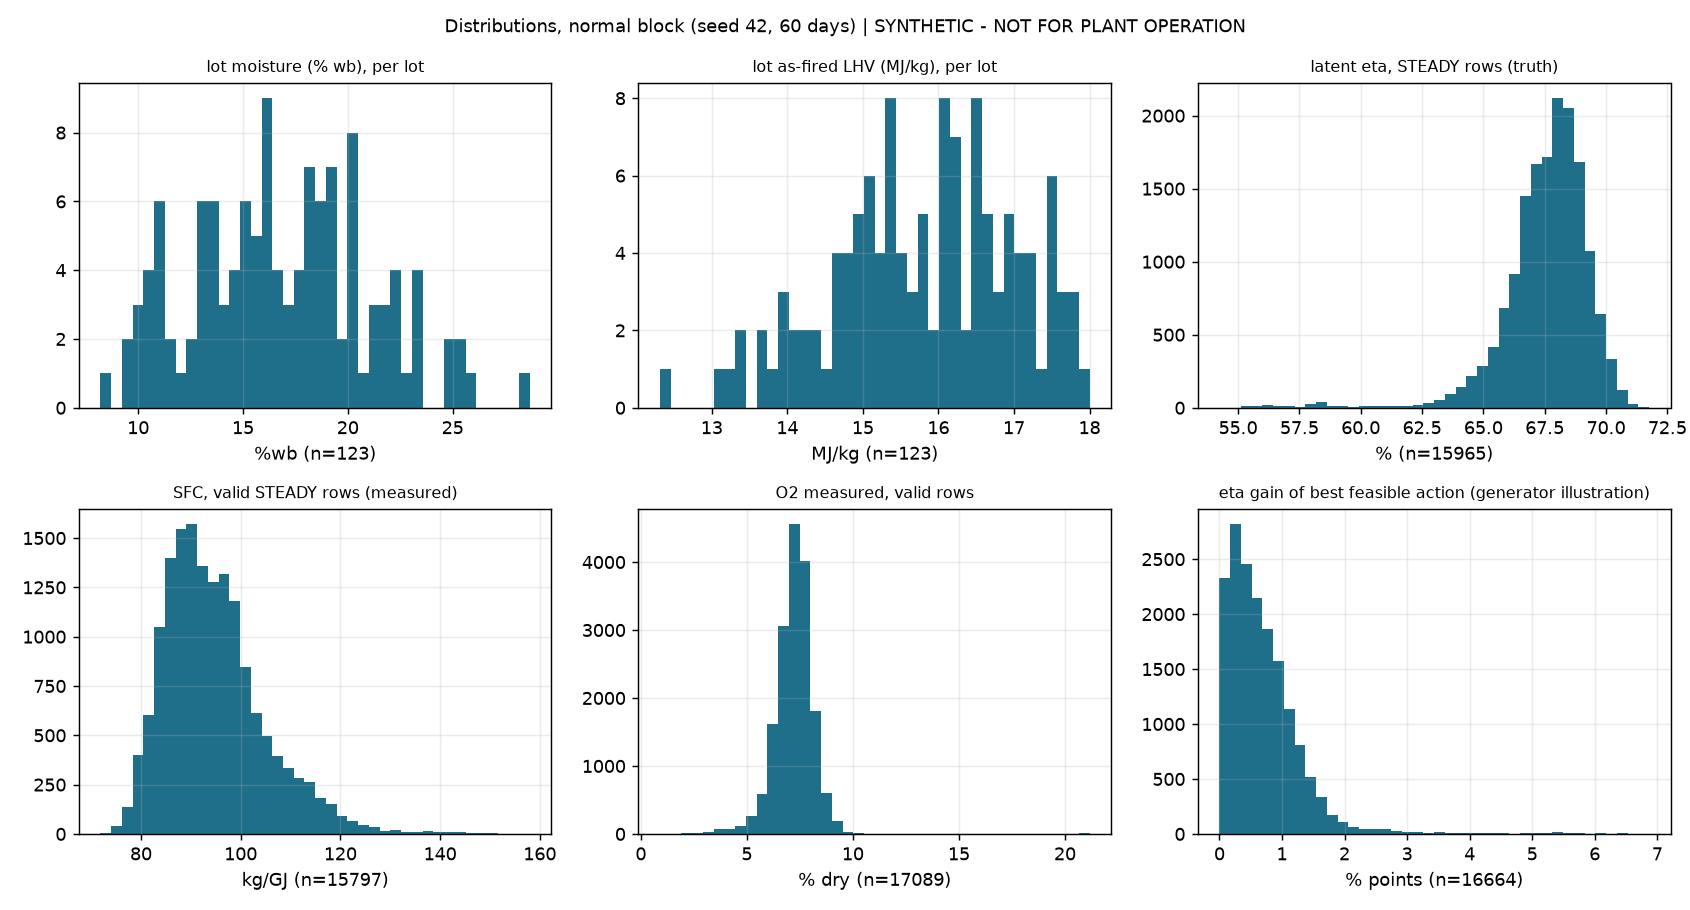 Distributions, normal block (seed 42, 60 days) | SYNTHETIC - NOT FOR PLANT OPERATION
lot moisture (% wb), per lot
8
6
4
2
0
10 15 20 25
%wb (n=123)
lot as-fired LHV (MJ/kg), per lot
8
6
4
2
0
13 14 15 16 17 18
MJ/kg (n=123)
latent eta, STEADY rows (truth)
2000
1500
1000
500
0
55.0 57.5 60.0 62.5 65.0 67.5 70.0 72.5
% (n=15965)
SFC, valid STEADY rows (measured)
1500
1250
1000
750
500
250
0
80 100 120 140 160
kg/GJ (n=15797)
O2 measured, valid rows
4000
3000
2000
1000
0
0 5 10 15 20
% dry (n=17089)
eta gain of best feasible action (generator illustration)
2500
2000
1500
1000
500
0
0 1 2 3 4 5 6 7
% points (n=16664)